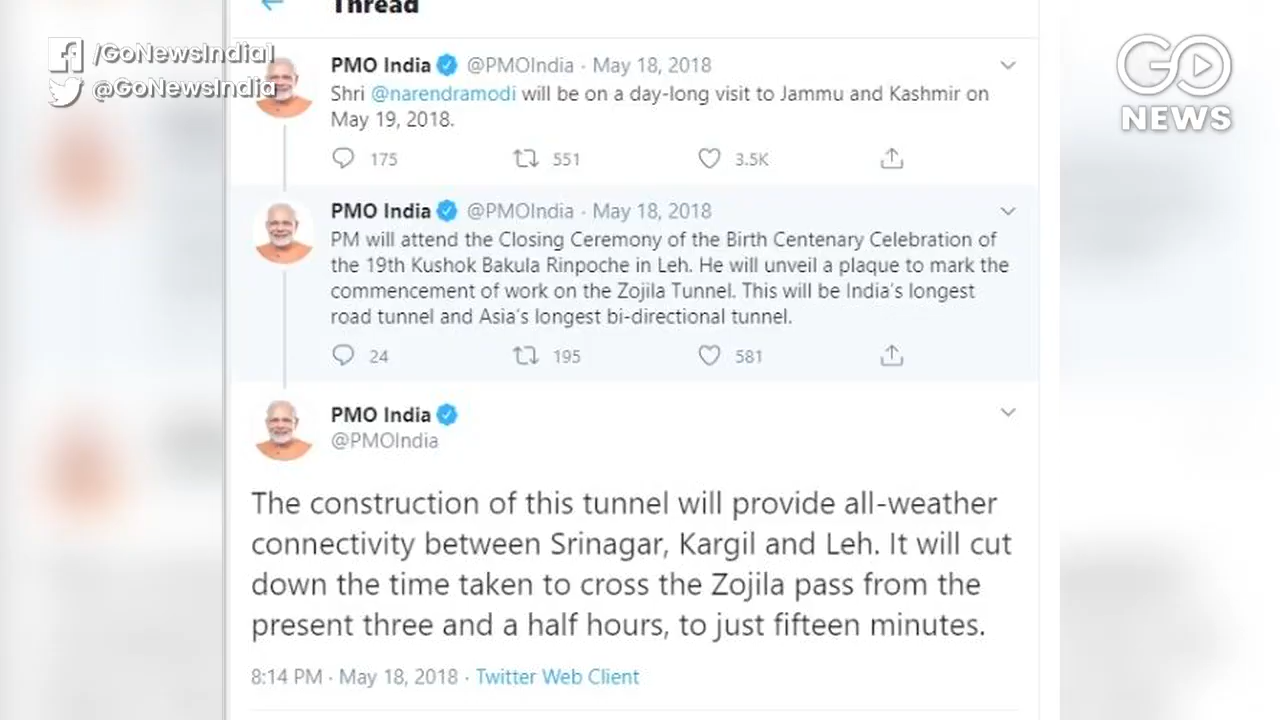 Thread
/GoNewsIndia1
@GoNewsIndia
GO
NEWS
PMO India @PMOIndia · May 18, 2018
Shri @narendramodi will be on a day-long visit to Jammu and Kashmir on
May 19, 2018.
175 551 3.5K
PMO India @PMOIndia · May 18, 2018
PM will attend the Closing Ceremony of the Birth Centenary Celebration of
the 19th Kushok Bakula Rinpoche in Leh. He will unveil a plaque to mark the
commencement of work on the Zojila Tunnel. This will be India's longest
road tunnel and Asia's longest bi-directional tunnel.
24 195 581
PMO India
@PMOIndia
The construction of this tunnel will provide all-weather
connectivity between Srinagar, Kargil and Leh. It will cut
down the time taken to cross the Zojila pass from the
present three and a half hours, to just fifteen minutes.
8:14 PM · May 18, 2018 · Twitter Web Client